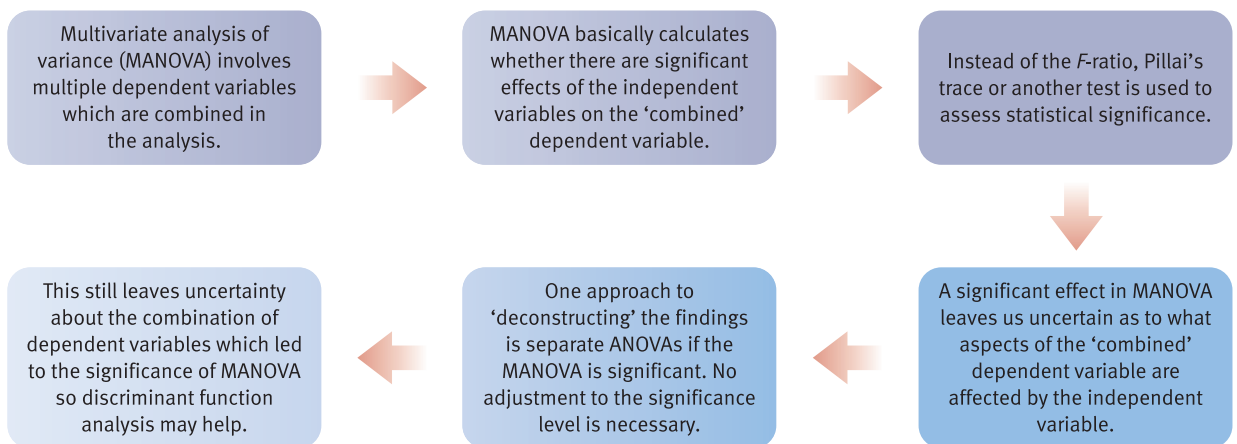 Multivariate analysis of
variance (MANOVA) involves
multiple dependent variables
which are combined in
the analysis.
MANOVA basically calculates
whether there are significant
effects of the independent
variables on the ‘combined’
dependent variable.
Instead of the F-ratio, Pillai’s
trace or another test is used to
assess statistical significance.
A significant effect in MANOVA
leaves us uncertain as to what
aspects of the ‘combined’
dependent variable are
affected by the independent
variable.
One approach to
‘deconstructing’ the findings
is separate ANOVAs if the
MANOVA is significant. No
adjustment to the significance
level is necessary.
This still leaves uncertainty
about the combination of
dependent variables which led
to the significance of MANOVA
so discriminant function
analysis may help.